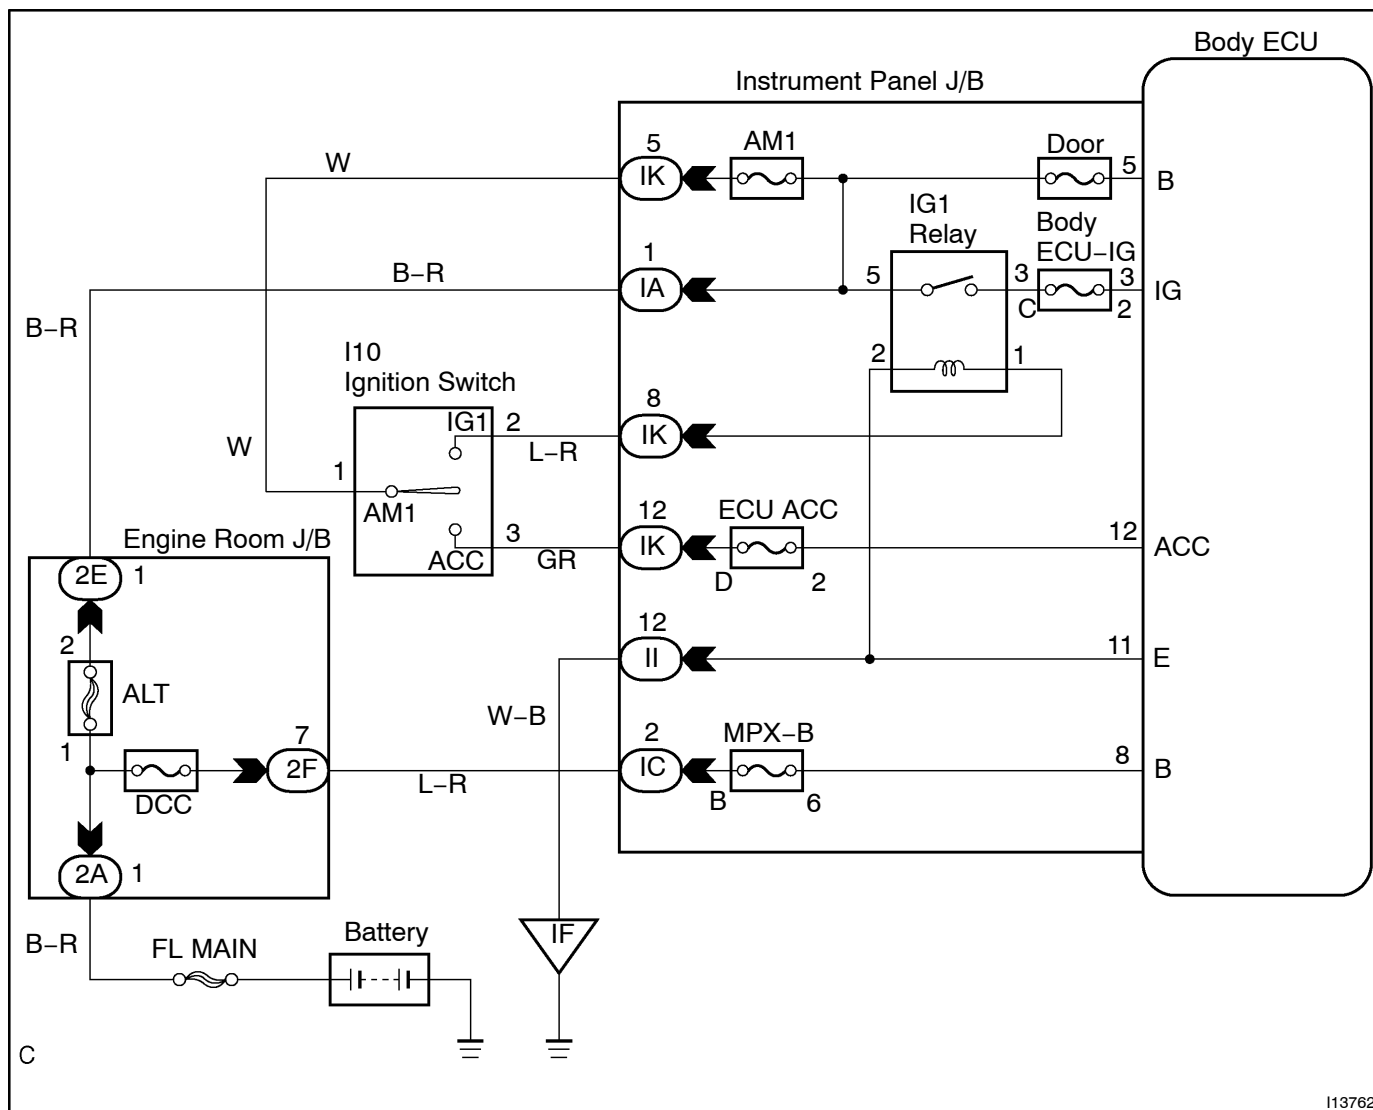 Body ECU
Instrument Panel J/B
5
AM1
Door
5
W
IK
B
IG1
Relay
Body
ECU–IG
1
B–R
IA
5
3
3
IG
C
2
B–R
I10
Ignition Switch
2
1
8
IG1
2
IK
L–R
W
1
AM1
12
ECU ACC
12
3
IK
ACC
ACC
GR
D
2
Engine Room J/B
2E
1
12
2
II
11
E
ALT
W–B
1
7
2
MPX–B
8
2F
IC
B
L–R
B
6
DCC
2A
1
B–R
FL MAIN
Battery
IF
C
I13762